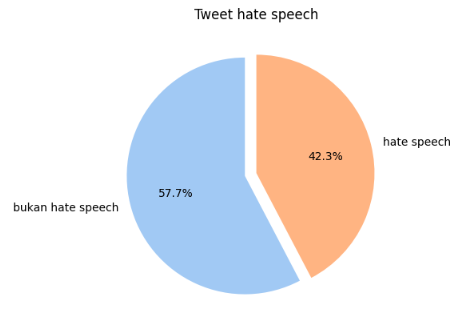 Tweet hate speech
42.3%
hate speech
57.7%
bukan hate speech